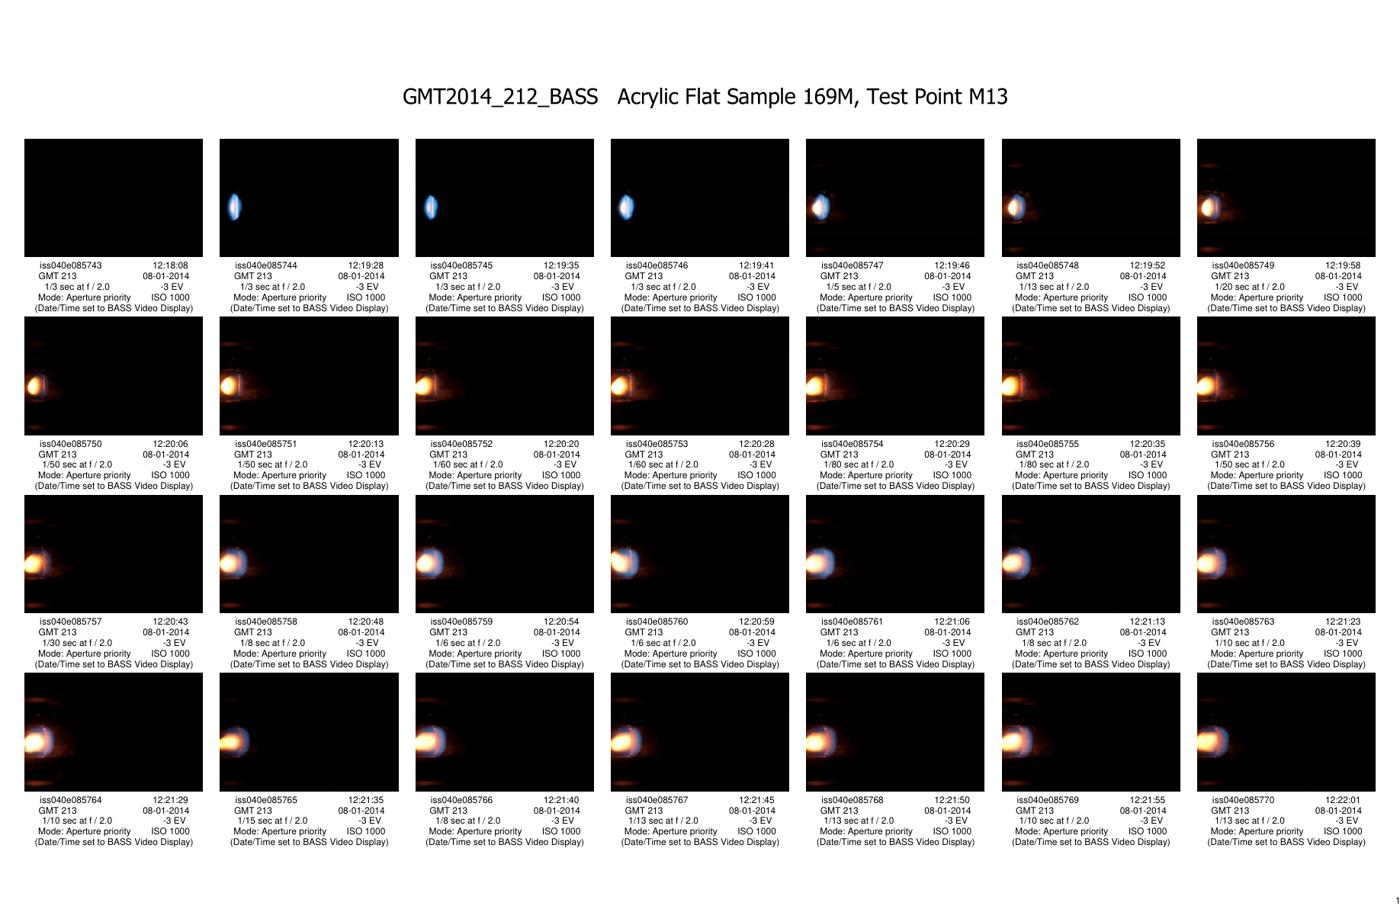 GMT2014_212_BASS Acrylic Flat Sample 169M, Test Point M13
iss040e085743 12:18:08
GMT 213 08-01-2014
1/3 sec at f / 2.0 -3 EV
Mode: Aperture priority ISO 1000
(Date/Time set to BASS Video Display)
iss040e085744 12:19:28
GMT 213 08-01-2014
1/3 sec at f / 2.0 -3 EV
Mode: Aperture priority ISO 1000
(Date/Time set to BASS Video Display)
iss040e085745 12:19:35
GMT 213 08-01-2014
1/3 sec at f / 2.0 -3 EV
Mode: Aperture priority ISO 1000
(Date/Time set to BASS Video Display)
iss040e085746 12:19:41
GMT 213 08-01-2014
1/3 sec at f / 2.0 -3 EV
Mode: Aperture priority ISO 1000
(Date/Time set to BASS Video Display)
iss040e085747 12:19:46
GMT 213 08-01-2014
1/5 sec at f / 2.0 -3 EV
Mode: Aperture priority ISO 1000
(Date/Time set to BASS Video Display)
iss040e085748 12:19:52
GMT 213 08-01-2014
1/13 sec at f / 2.0 -3 EV
Mode: Aperture priority ISO 1000
(Date/Time set to BASS Video Display)
iss040e085749 12:19:58
GMT 213 08-01-2014
1/20 sec at f / 2.0 -3 EV
Mode: Aperture priority ISO 1000
(Date/Time set to BASS Video Display)
iss040e085750 12:20:06
GMT 213 08-01-2014
1/50 sec at f / 2.0 -3 EV
Mode: Aperture priority ISO 1000
(Date/Time set to BASS Video Display)
iss040e085751 12:20:13
GMT 213 08-01-2014
1/50 sec at f / 2.0 -3 EV
Mode: Aperture priority ISO 1000
(Date/Time set to BASS Video Display)
iss040e085752 12:20:20
GMT 213 08-01-2014
1/60 sec at f / 2.0 -3 EV
Mode: Aperture priority ISO 1000
(Date/Time set to BASS Video Display)
iss040e085753 12:20:28
GMT 213 08-01-2014
1/60 sec at f / 2.0 -3 EV
Mode: Aperture priority ISO 1000
(Date/Time set to BASS Video Display)
iss040e085754 12:20:29
GMT 213 08-01-2014
1/80 sec at f / 2.0 -3 EV
Mode: Aperture priority ISO 1000
(Date/Time set to BASS Video Display)
iss040e085755 12:20:35
GMT 213 08-01-2014
1/80 sec at f / 2.0 -3 EV
Mode: Aperture priority ISO 1000
(Date/Time set to BASS Video Display)
iss040e085756 12:20:39
GMT 213 08-01-2014
1/50 sec at f / 2.0 -3 EV
Mode: Aperture priority ISO 1000
(Date/Time set to BASS Video Display)
iss040e085757 12:20:43
GMT 213 08-01-2014
1/30 sec at f / 2.0 -3 EV
Mode: Aperture priority ISO 1000
(Date/Time set to BASS Video Display)
iss040e085758 12:20:48
GMT 213 08-01-2014
1/8 sec at f / 2.0 -3 EV
Mode: Aperture priority ISO 1000
(Date/Time set to BASS Video Display)
iss040e085759 12:20:54
GMT 213 08-01-2014
1/6 sec at f / 2.0 -3 EV
Mode: Aperture priority ISO 1000
(Date/Time set to BASS Video Display)
iss040e085760 12:20:59
GMT 213 08-01-2014
1/6 sec at f / 2.0 -3 EV
Mode: Aperture priority ISO 1000
(Date/Time set to BASS Video Display)
iss040e085761 12:21:06
GMT 213 08-01-2014
1/6 sec at f / 2.0 -3 EV
Mode: Aperture priority ISO 1000
(Date/Time set to BASS Video Display)
iss040e085762 12:21:13
GMT 213 08-01-2014
1/8 sec at f / 2.0 -3 EV
Mode: Aperture priority ISO 1000
(Date/Time set to BASS Video Display)
iss040e085763 12:21:23
GMT 213 08-01-2014
1/10 sec at f / 2.0 -3 EV
Mode: Aperture priority ISO 1000
(Date/Time set to BASS Video Display)
iss040e085764 12:21:29
GMT 213 08-01-2014
1/10 sec at f / 2.0 -3 EV
Mode: Aperture priority ISO 1000
(Date/Time set to BASS Video Display)
iss040e085765 12:21:35
GMT 213 08-01-2014
1/15 sec at f / 2.0 -3 EV
Mode: Aperture priority ISO 1000
(Date/Time set to BASS Video Display)
iss040e085766 12:21:40
GMT 213 08-01-2014
1/8 sec at f / 2.0 -3 EV
Mode: Aperture priority ISO 1000
(Date/Time set to BASS Video Display)
iss040e085767 12:21:45
GMT 213 08-01-2014
1/13 sec at f / 2.0 -3 EV
Mode: Aperture priority ISO 1000
(Date/Time set to BASS Video Display)
iss040e085768 12:21:50
GMT 213 08-01-2014
1/13 sec at f / 2.0 -3 EV
Mode: Aperture priority ISO 1000
(Date/Time set to BASS Video Display)
iss040e085769 12:21:55
GMT 213 08-01-2014
1/10 sec at f / 2.0 -3 EV
Mode: Aperture priority ISO 1000
(Date/Time set to BASS Video Display)
iss040e085770 12:22:01
GMT 213 08-01-2014
1/13 sec at f / 2.0 -3 EV
Mode: Aperture priority ISO 1000
(Date/Time set to BASS Video Display)